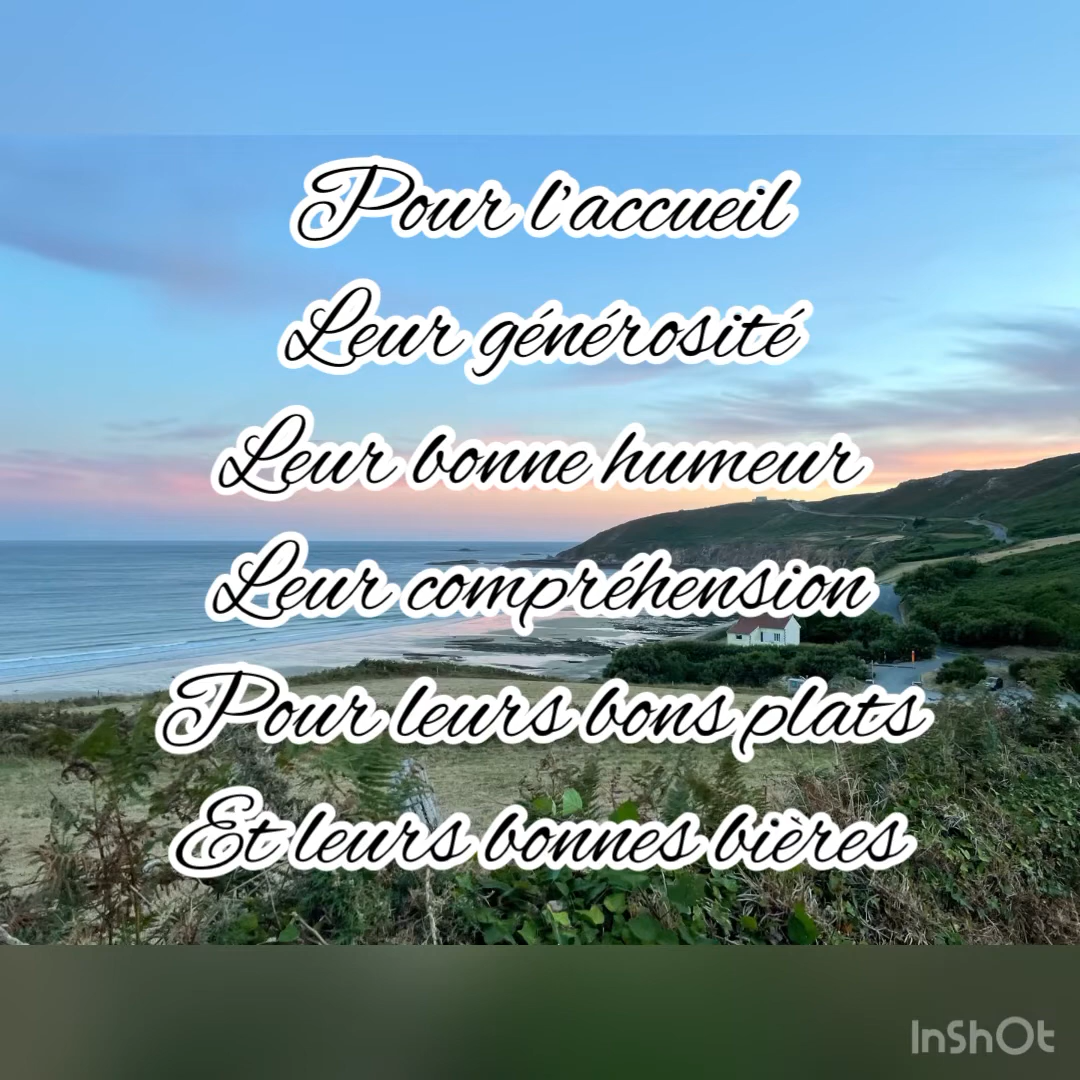 Pour l'accueil
Leur générosité
Leur bonne humeur
Leur compréhension
Pour leurs bons plats
Et leurs bonnes bières
InShOt